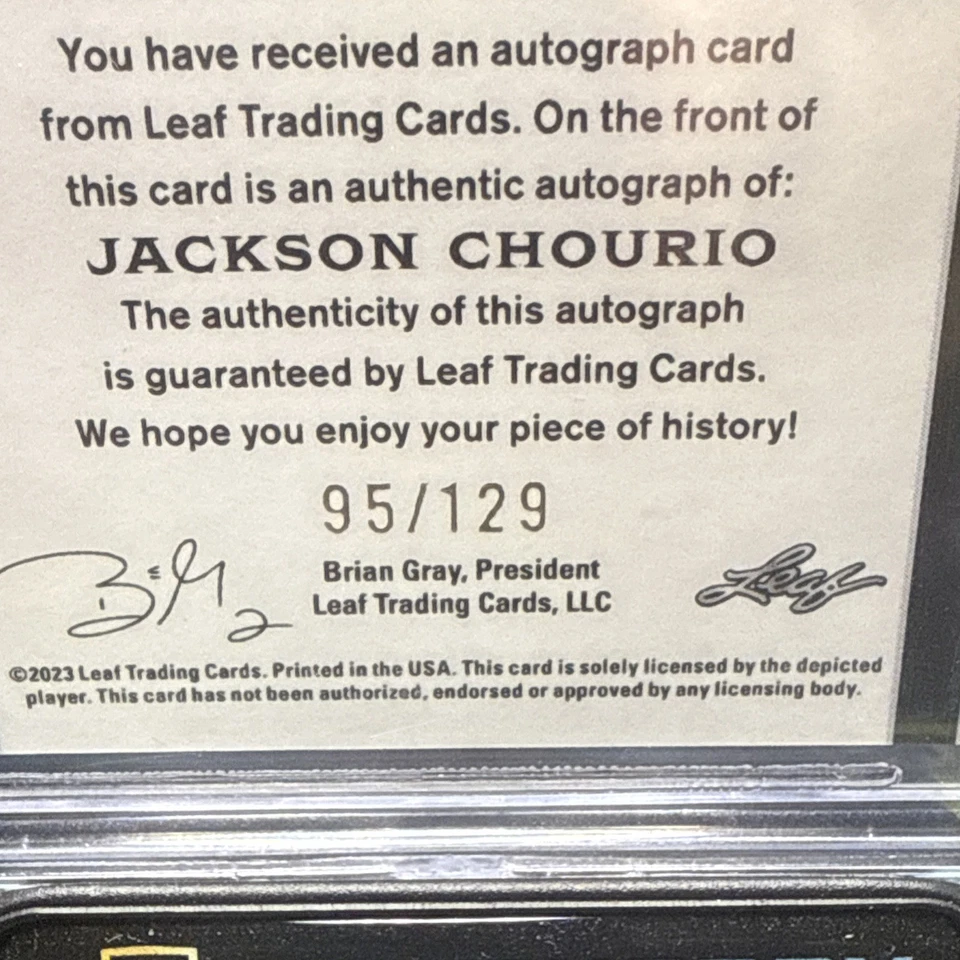 You have received an autograph card
from Leaf Trading Cards. On the front of
this card is an authentic autograph of:
JACKSON CHOURIO
The authenticity of this autograph
is guaranteed by Leaf Trading Cards.
We hope you enjoy your piece of history!
95/129
Brian Gray, President
Leaf Trading Cards, LLC
Leaf
©2023 Leaf Trading Cards. Printed in the USA. This card is solely licensed by the depicted
player. This card has not been authorized, endorsed or approved by any licensing body.